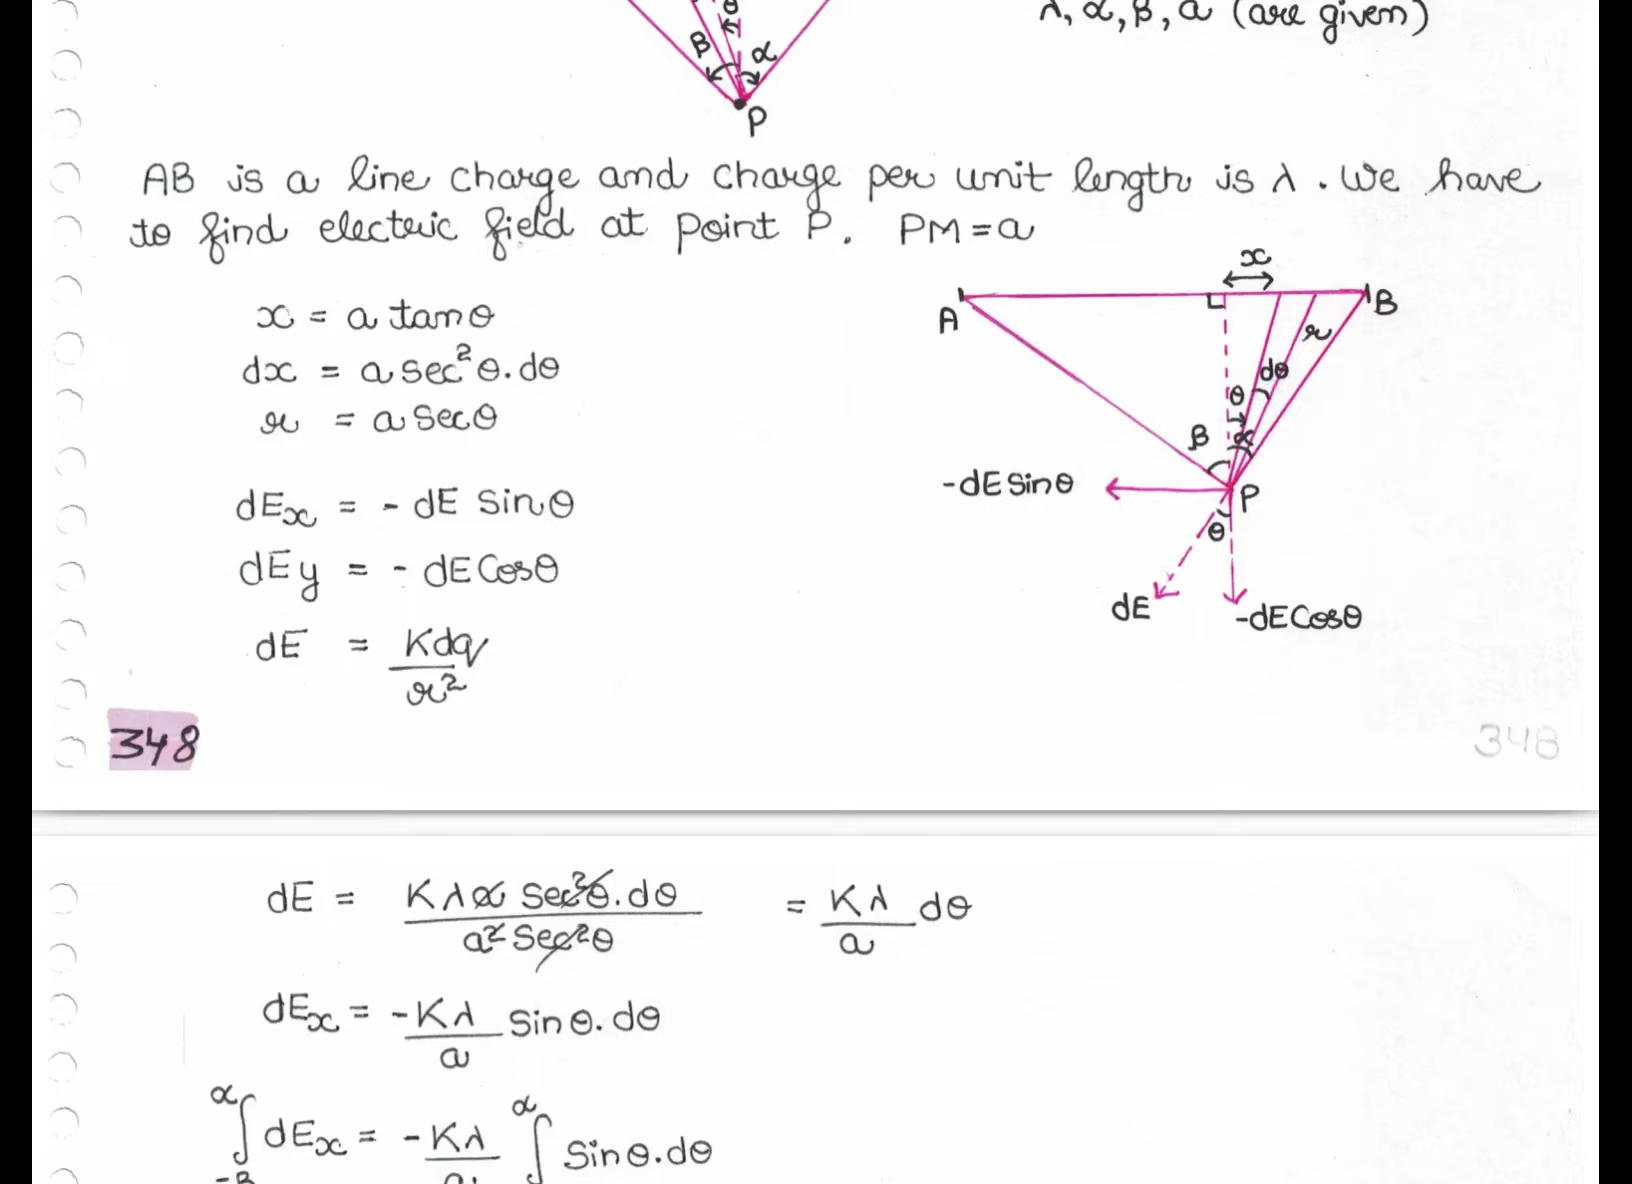 λ, α, β, a (are given)
θ
β α
P
AB is a line charge and charge per unit length is λ. We have
to find electric field at point P. PM = a
x
A B
x = a tanθ
r
dx = a sec²θ.dθ
dθ
θ
r = a secθ
β α
-dE Sinθ
P
dEx = - dE Sinθ
θ
dEy = - dE Cosθ
dE
-dE Cosθ
dE = Kdq/r²
348
348
dE = Kλa Sec²θ.dθ/a² Sec²θ = Kλ/a dθ
dEx = -Kλ/a Sinθ.dθ
∫ α -β dEx = -Kλ/a ∫ α Sinθ.dθ